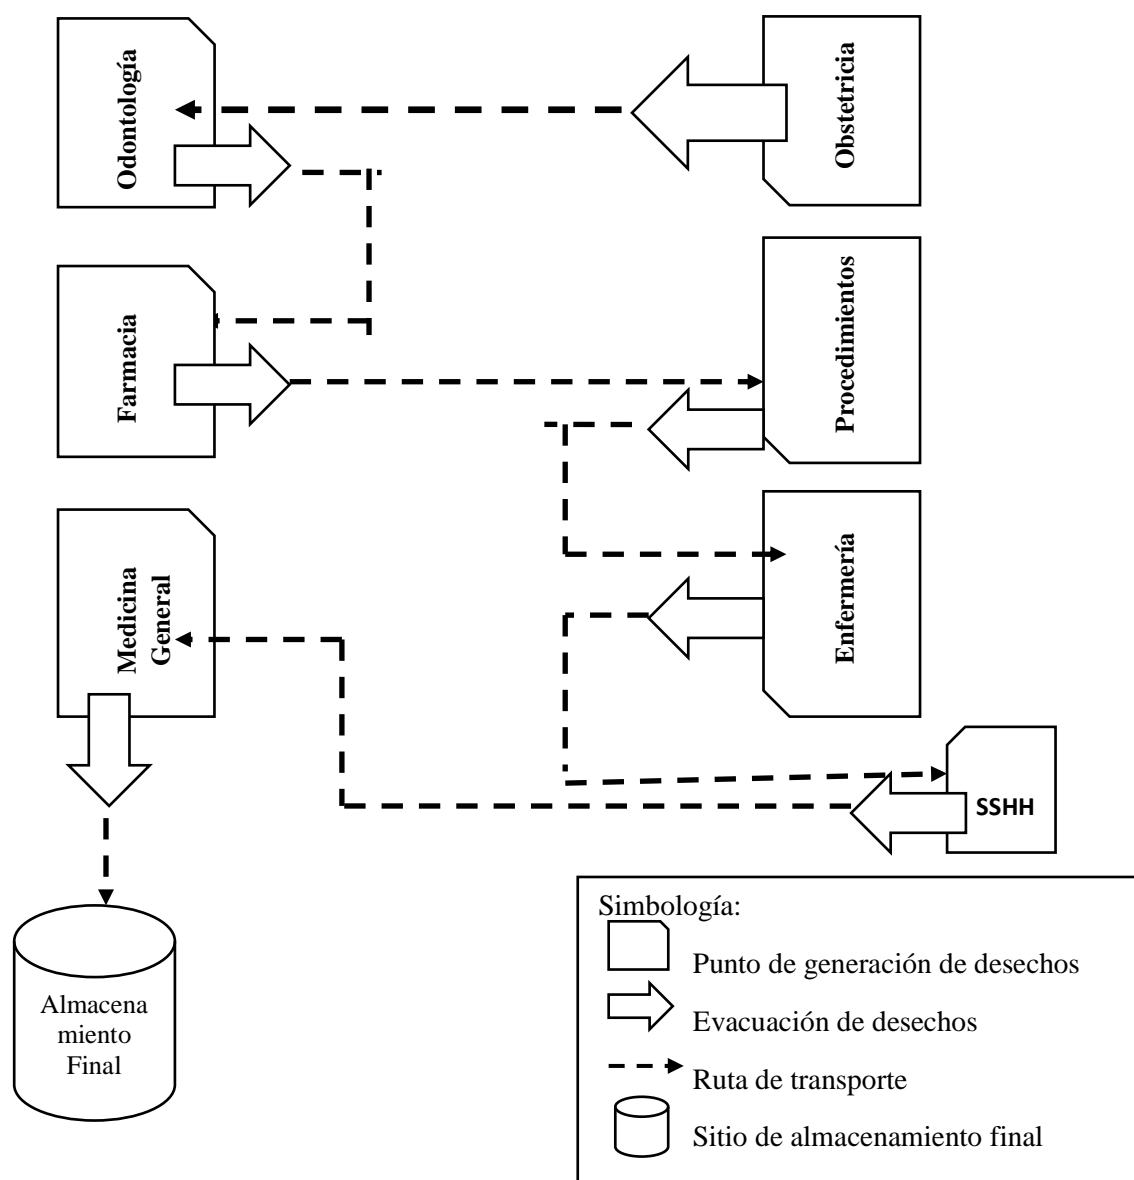 Odontología
Obstetricia
Farmacia
Procedimientos
Medicina
General
Enfermería
SSHH
Almacena
miento
Final
Simbología:
Punto de generación de desechos
Evacuación de desechos
Ruta de transporte
Sitio de almacenamiento final